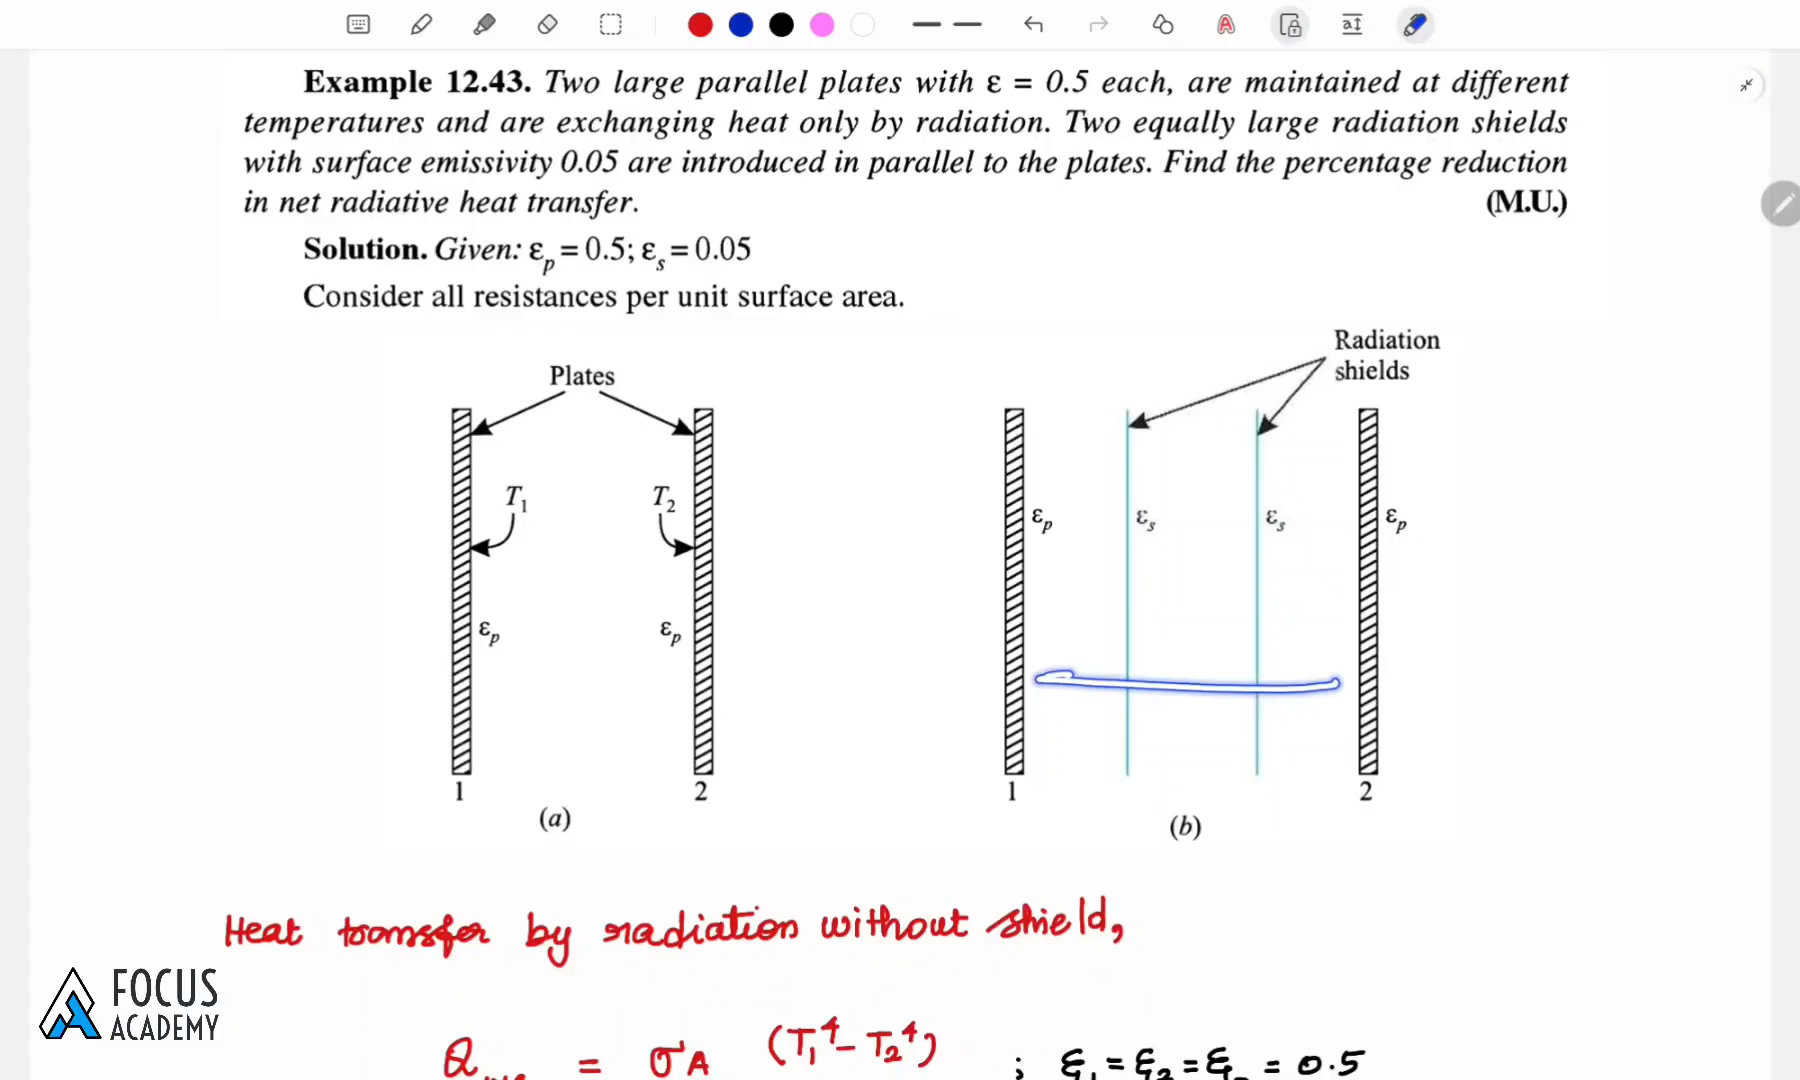 Example 12.43. Two large parallel plates with ε = 0.5 each, are maintained at different
temperatures and are exchanging heat only by radiation. Two equally large radiation shields
with surface emissivity 0.05 are introduced in parallel to the plates. Find the percentage reduction
in net radiative heat transfer. (M.U.)
Solution. Given: εp = 0.5; εs = 0.05
Consider all resistances per unit surface area.
Radiation
shields
Plates
T1 T2
εp εs εs εp
εp εp
1 2 1 2
(a) (b)
Heat transfer by radiation without shield,
FOCUS
ACADEMY
Q = σA (T1⁴ - T2⁴) ; ε1 = ε2 = ε = 0.5